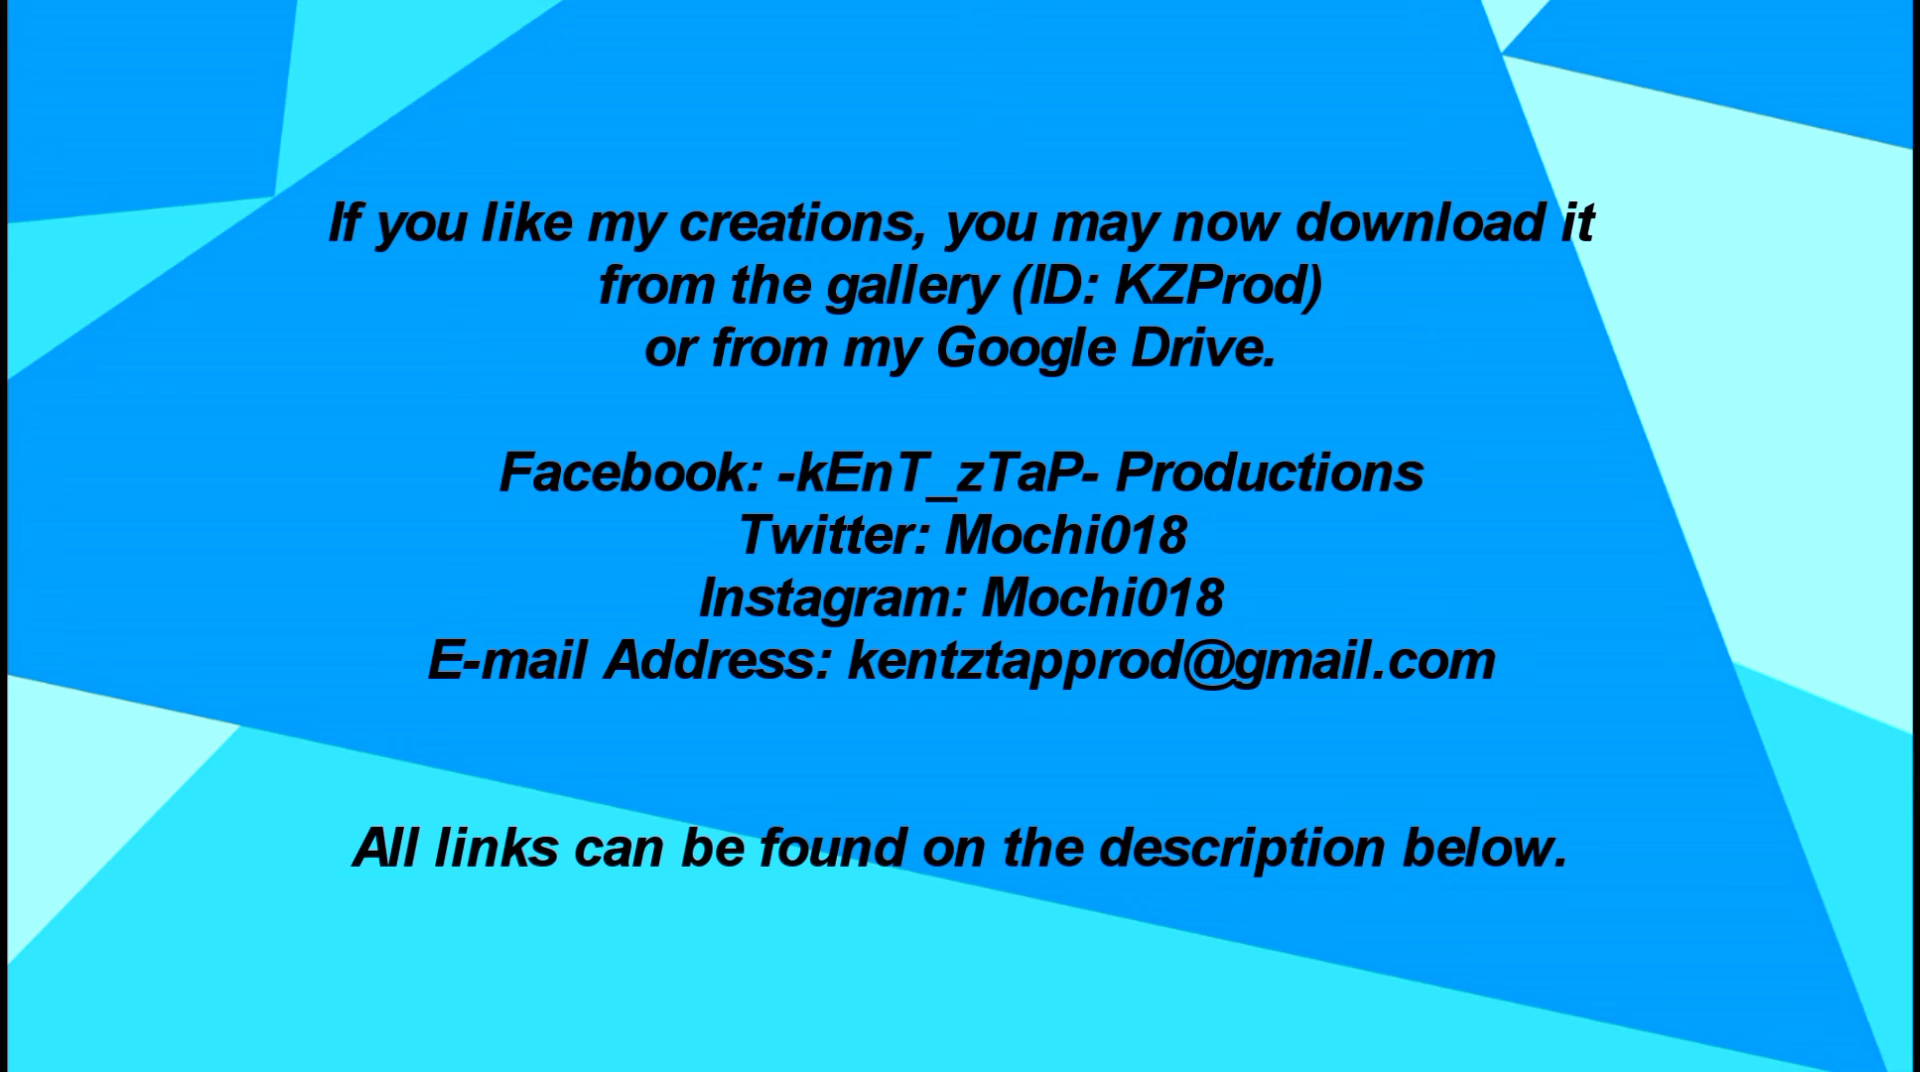 If you like my creations, you may now download it
from the gallery (ID: KZProd)
or from my Google Drive.
Facebook: -kEnT_zTaP- Productions
Twitter: Mochi018
Instagram: Mochi018
E-mail Address: kentztapprod@gmail.com
All links can be found on the description below.